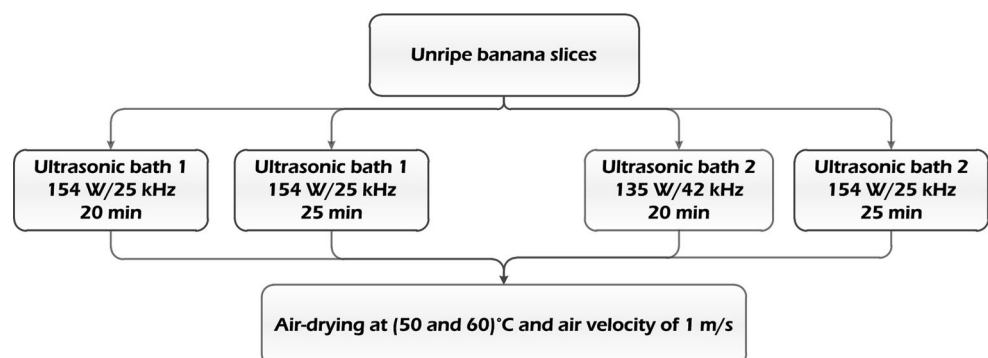 Unripe banana slices
Ultrasonic bath 1
154 W/25 kHz
20 min
Ultrasonic bath 1
154 W/25 kHz
25 min
Ultrasonic bath 2
135 W/42 kHz
20 min
Ultrasonic bath 2
154 W/25 kHz
25 min
Air-drying at (50 and 60)°C and air velocity of 1 m/s